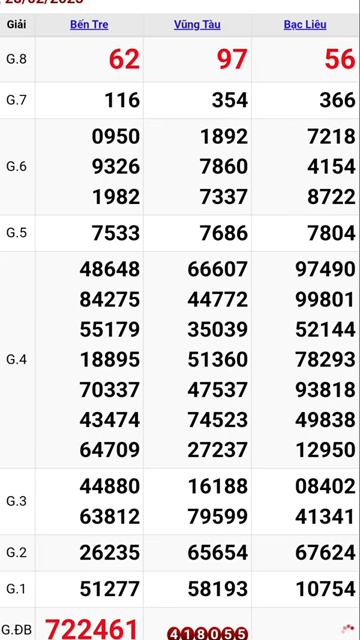 Giải Bến Tre Vũng Tàu Bạc Liêu
G.8 62 97 56
G.7 116 354 366
0950 1892 7218
G.6 9326 7860 4154
1982 7337 8722
G.5 7533 7686 7804
48648 66607 97490
84275 44772 99801
55179 35039 52144
G.4 18895 51360 78293
70337 47537 93818
43474 74523 49838
64709 27237 12950
G.3 44880 16188 08402
63812 79599 41341
G.2 26235 65654 67624
G.1 51277 58193 10754
G.ĐB 722461 418055